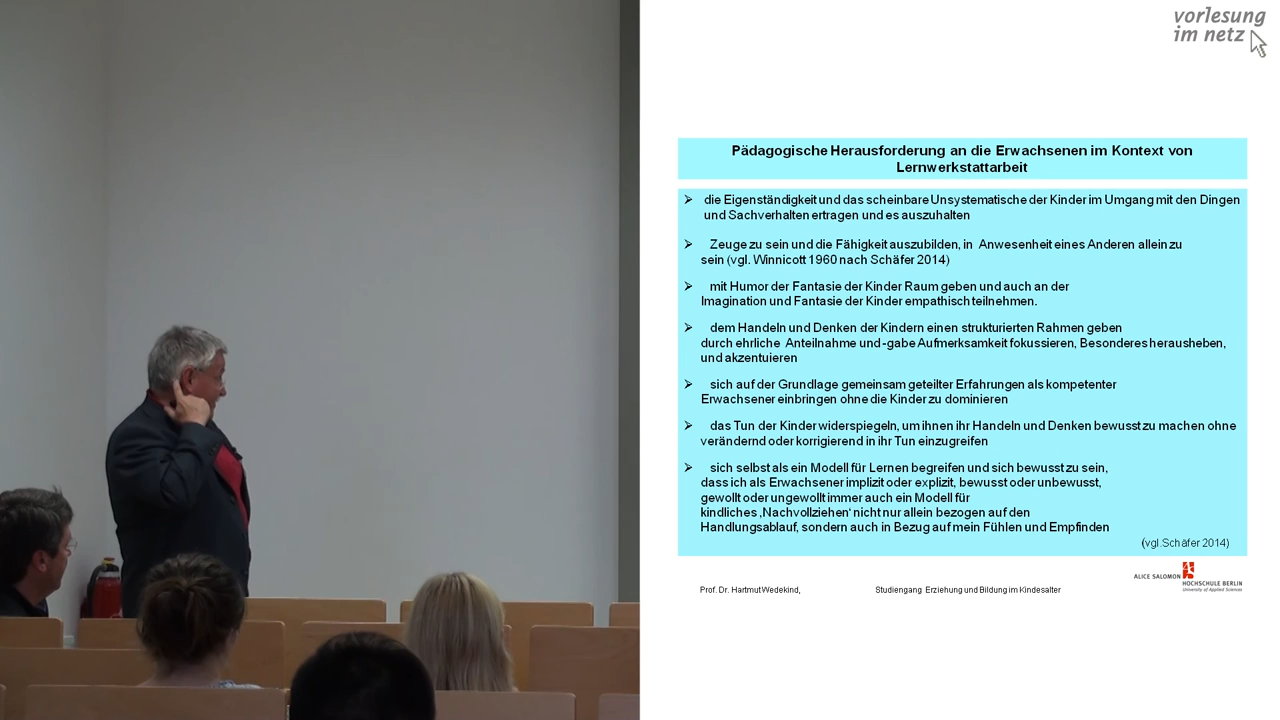 vorlesung
im netz
Pädagogische Herausforderung an die Erwachsenen im Kontext von
Lernwerkstattarbeit
die Eigenständigkeit und das scheinbare Unsystematische der Kinder im Umgang mit den Dingen
und Sachverhalten ertragen und es auszuhalten
Zeuge zu sein und die Fähigkeit auszubilden, in Anwesenheit eines Anderen allein zu
sein (vgl. Winnicott 1960 nach Schäfer 2014)
mit Humor der Fantasie der Kinder Raum geben und auch an der
Imagination und Fantasie der Kinder empathisch teilnehmen.
dem Handeln und Denken der Kindern einen strukturierten Rahmen geben
durch ehrliche Anteilnahme und -gabe Aufmerksamkeit fokussieren, Besonderes herausheben,
und akzentuieren
sich auf der Grundlage gemeinsam geteilter Erfahrungen als kompetenter
Erwachsener einbringen ohne die Kinder zu dominieren
das Tun der Kinder widerspiegeln, um ihnen ihr Handeln und Denken bewusst zu machen ohne
verändernd oder korrigierend in ihr Tun einzugreifen
sich selbst als ein Modell für Lernen begreifen und sich bewusst zu sein,
dass ich als Erwachsener implizit oder explizit, bewusst oder unbewusst,
gewollt oder ungewollt immer auch ein Modell für
kindliches ‚Nachvollziehen‘ nicht nur allein bezogen auf den
Handlungsablauf, sondern auch in Bezug auf mein Fühlen und Empfinden
(vgl. Schäfer 2014)
Prof. Dr. Hartmut Wedekind, Studiengang Erziehung und Bildung im Kindesalter
ALICE SALOMON
HOCHSCHULE BERLIN
University of Applied Sciences